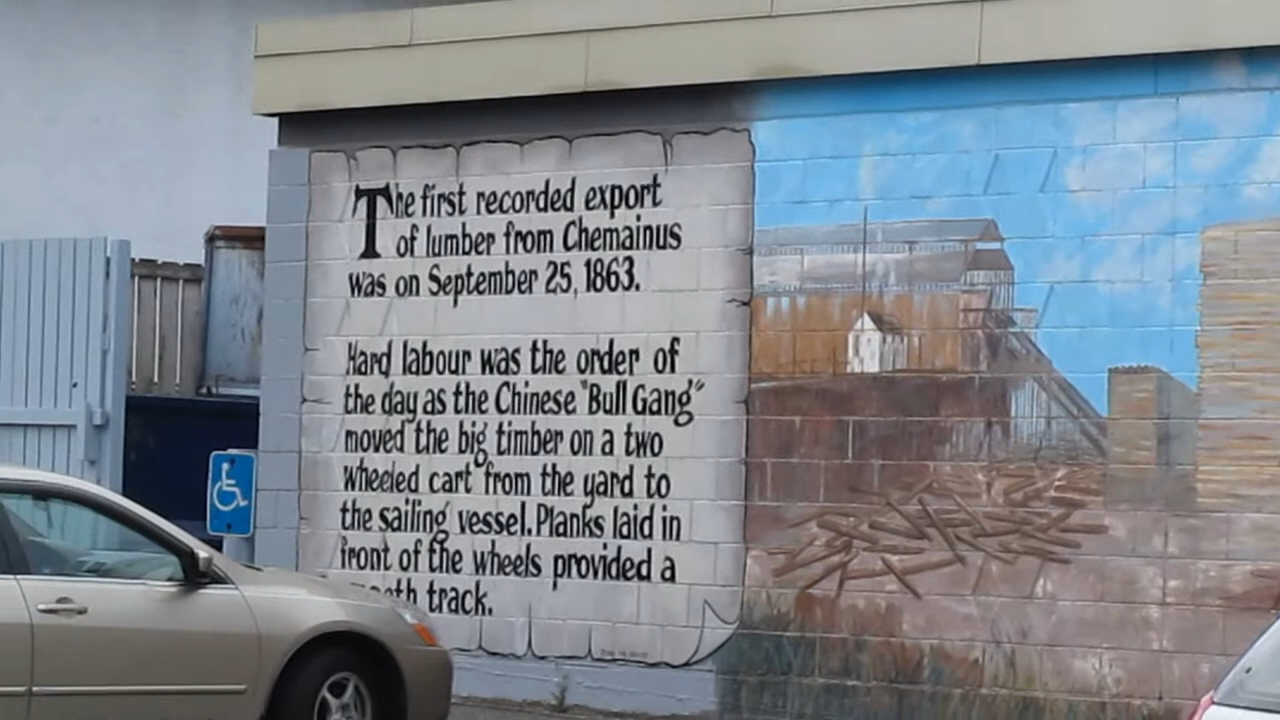 The first recorded export
of lumber from Chemainus
was on September 25, 1863.
Hard labour was the order of
the day as the Chinese "Bull Gang"
moved the big timber on a two
wheeled cart from the yard to
the sailing vessel. Planks laid in
front of the wheels provided a
track.